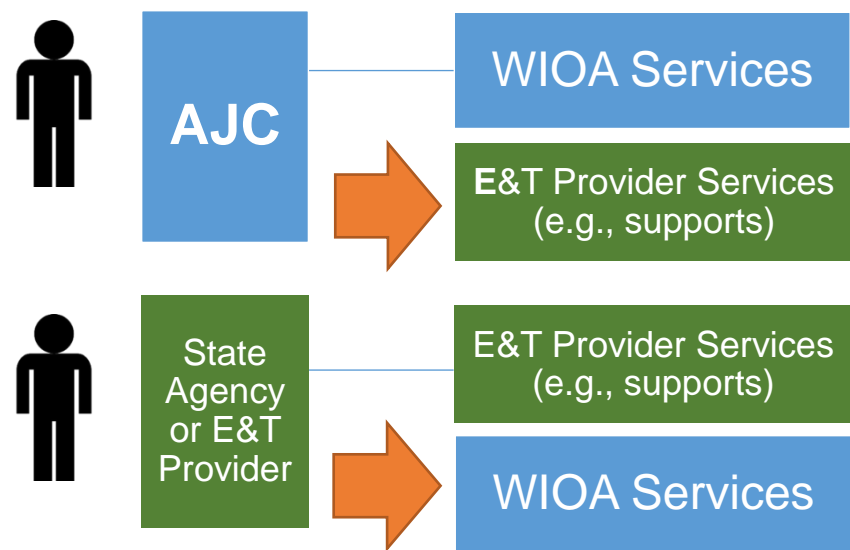 AJC
WIOA Services
E&T Provider Services
(e.g., supports)
State
Agency
or E&T
Provider
E&T Provider Services
(e.g., supports)
WIOA Services